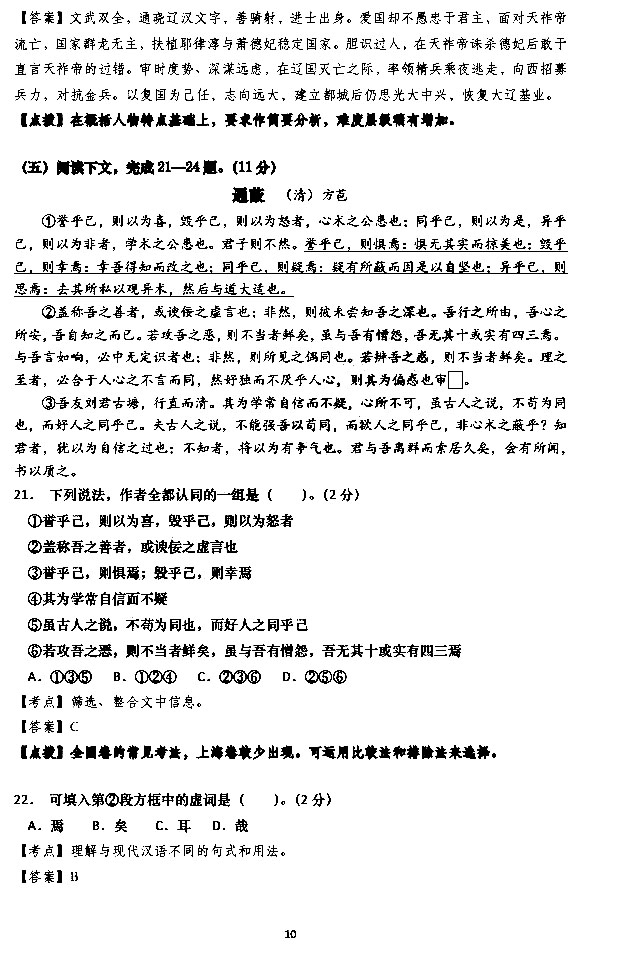 【答案】文武双全，通晓辽汉文字，善骑射，进士出身。爱国却不愚忠于君主，面对天祚帝
流亡，国家群龙无主，扶植耶律淳与萧德妃稳定国家。胆识过人，在天祚帝诛杀德妃后敢于
直言天祚帝的过错。审时度势、深谋远虑，在辽国灭亡之际，率领精兵乘夜逃走，向西招募
兵力，对抗金兵。以复国为己任，志向远大，建立都城后仍思光大中兴，恢复大辽基业。
【点拨】在概括人物特点基础上，要求作简要分析，难度层级稍有增加。
（五）阅读下文，完成 21—24 题。（11 分）
通蔽 （清）方苞
①誉乎己，则以为喜，毁乎己，则以为怒者，心术之公患也；同乎己，则以为是，异乎
己，则以为非者，学术之公患也。君子则不然。誉乎己，则惧焉：惧无其实而掠美也；毁乎
己，则幸焉：幸吾得知而改之也；同乎己，则疑焉：疑有所蔽而因是以自坚也；异乎己，则
思焉：去其所私以观异术，然后与道大适也。
②盖称吾之善者，或谀佞之虚言也；非然，则彼未尝知吾之深也。吾行之所由，吾心之
所安，吾自知之而已。若攻吾之恶，则不当者鲜矣，虽与吾有憎怨，吾无其十或实有四三焉。
与吾言如响，必中无定识者也；非然，则所见之偶同也。若辨吾之惑，则不当者鲜矣。理之
至者，必合于人心之不言而同，然好独而不厌乎人心，则其为偏惑也审□。
③吾友刘君古塘，行直而清。其为学常自信而不疑，心所不可，虽古人之说，不苟为同
也，而好人之同乎己。夫古人之说，不能强吾以苟同，而欲人之同乎己，非心术之蔽乎？知
君者，犹以为自信之过也；不知者，将以为有争气也。君与吾离群而索居久矣，会有所闻，
书以质之。
21． 下列说法，作者全都认同的一组是（ ）。（2 分）
①誉乎己，则以为喜，毁乎己，则以为怒者
②盖称吾之善者，或谀佞之虚言也
③誉乎己，则惧焉；毁乎己，则幸焉
④其为学常自信而不疑
⑤虽古人之说，不苟为同也，而好人之同乎己
⑥若攻吾之恶，则不当者鲜矣，虽与吾有憎怨，吾无其十或实有四三焉
A．①③⑤ B．①②④ C．②③⑥ D．②⑤⑥
【考点】筛选、整合文中信息。
【答案】C
【点拨】全国卷的常见考法，上海卷较少出现。可运用比较法和排除法来选择。
22． 可填入第②段方框中的虚词是（ ）。（2 分）
A．焉 B．矣 C．耳 D．哉
【考点】理解与现代汉语不同的句式和用法。
【答案】B
10